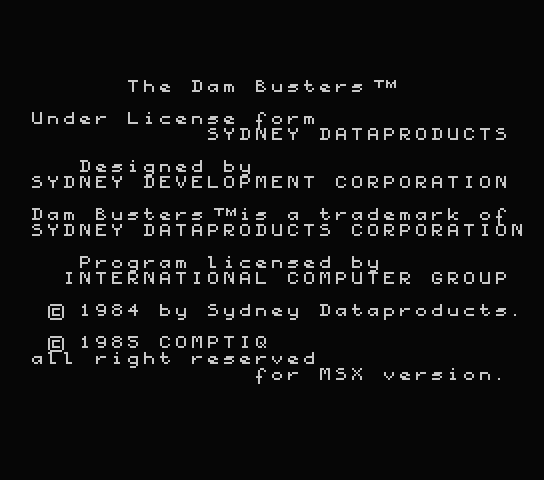 The Dam Busters™
Under License form
SYDNEY DATAPRODUCTS
Designed by
SYDNEY DEVELOPMENT CORPORATION
Dam Busters™is a trademark of
SYDNEY DATAPRODUCTS CORPORATION
Program licensed by
INTERNATIONAL COMPUTER GROUP
© 1984 by Sydney Dataproducts.
© 1985 COMPTIQ
all right reserved
for MSX version.